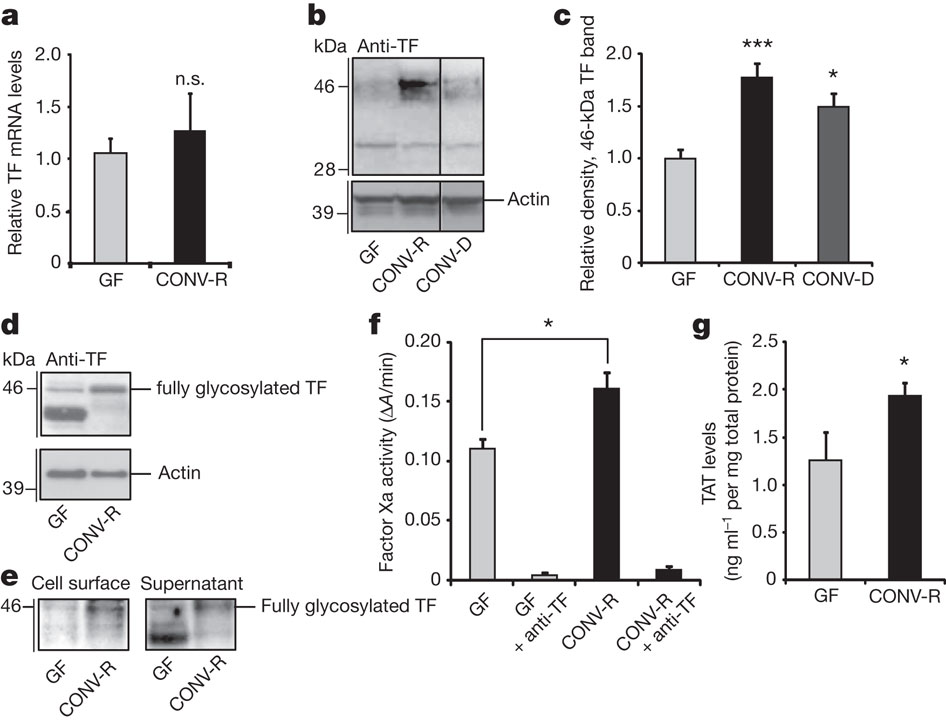 a
Relative TF mRNA levels
2.0
1.5
1.0
0.5
0
n.s.
GF
CONV-R
b
kDa Anti-TF
46
28
39
Actin
GF
CONV-R
CONV-D
c
Relative density, 46-kDa TF band
2.0
1.5
1.0
0.5
0
***
*
GF
CONV-R
CONV-D
d
kDa Anti-TF
46
fully glycosylated TF
Actin
39
GF
CONV-R
e
Cell surface Supernatant
46
Fully glycosylated TF
GF
CONV-R
GF
CONV-R
f
Factor Xa activity (ΔA/min)
0.20
0.15
0.10
0.05
0
*
GF
GF
+ anti-TF
CONV-R
CONV-R
+ anti-TF
g
TAT levels
(ng ml⁻¹ per mg total protein)
2.5
2.0
1.5
1.0
0.5
0
*
GF
CONV-R